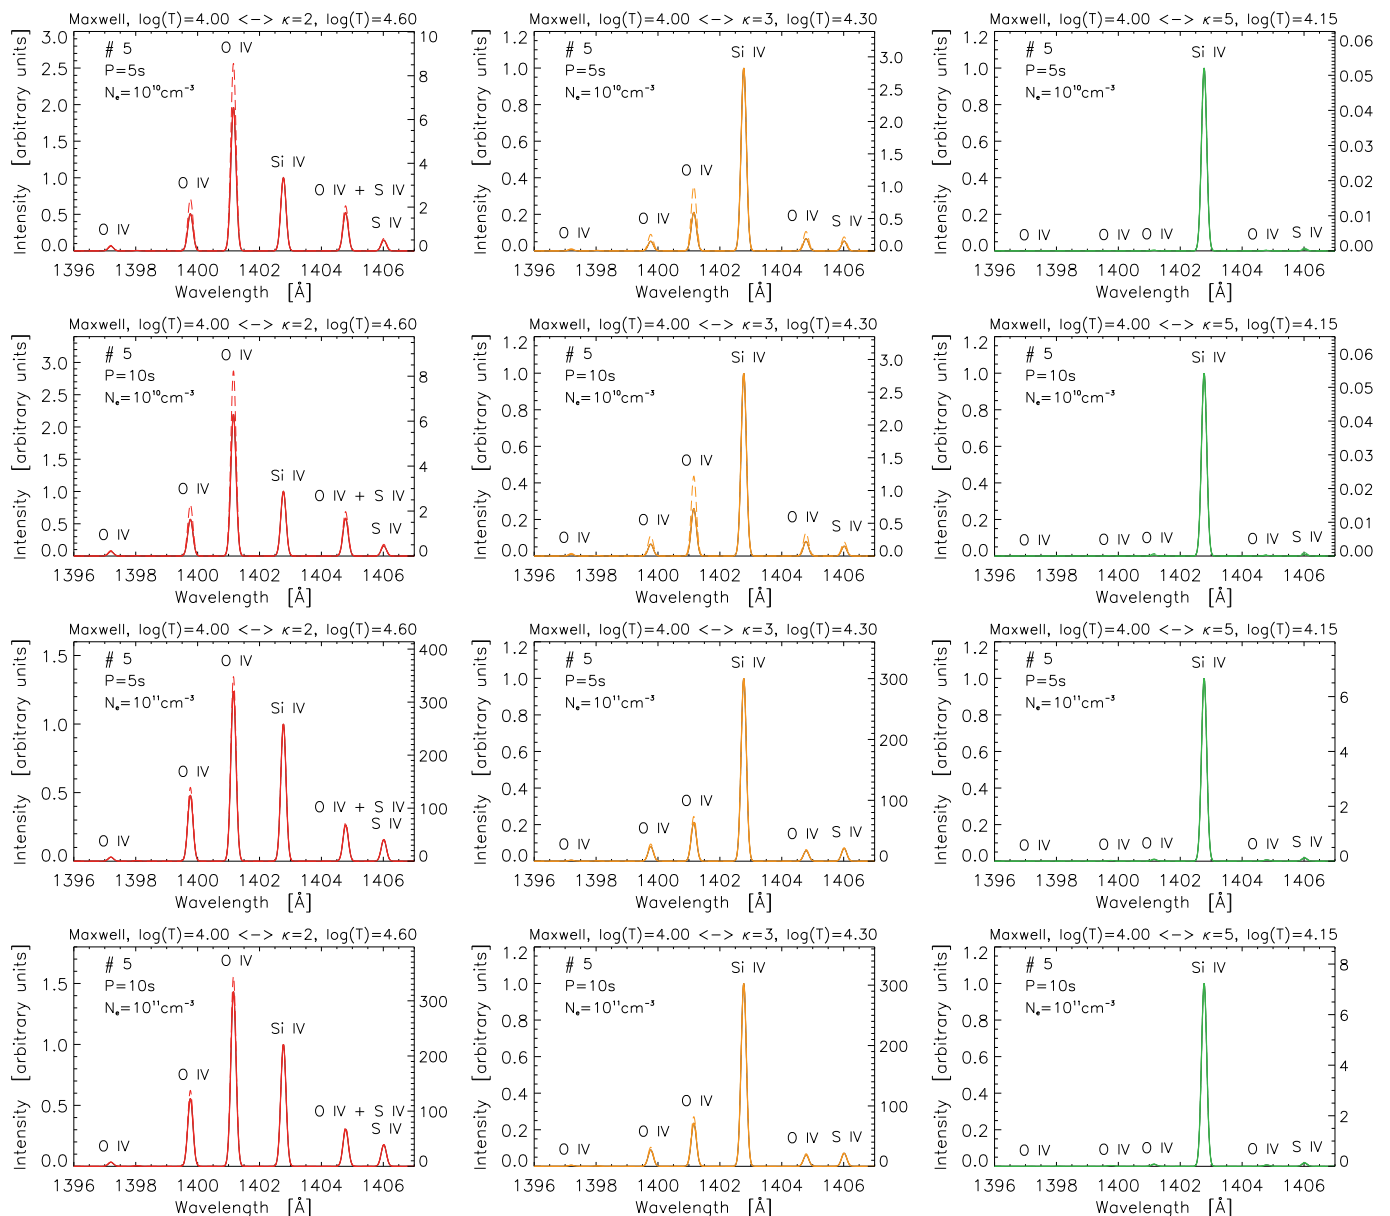 Maxwell, log(T)=4.00 <-> κ=2, log(T)=4.60
# 5
P=5s
Nₑ=10¹⁰cm⁻³
O IV
O IV
O IV
Si IV
O IV + S IV
S IV
Intensity [arbitrary units]
3.0
2.5
2.0
1.5
1.0
0.5
0.0
10
8
6
4
2
0
1396 1398 1400 1402 1404 1406
Wavelength [Å]
Maxwell, log(T)=4.00 <-> κ=3, log(T)=4.30
# 5
P=5s
Nₑ=10¹⁰cm⁻³
O IV
O IV
O IV
Si IV
O IV
S IV
Intensity [arbitrary units]
1.2
1.0
0.8
0.6
0.4
0.2
0.0
3.0
2.5
2.0
1.5
1.0
0.5
0.0
1396 1398 1400 1402 1404 1406
Wavelength [Å]
Maxwell, log(T)=4.00 <-> κ=5, log(T)=4.15
# 5
P=5s
Nₑ=10¹⁰cm⁻³
O IV
O IV
O IV
Si IV
O IV
S IV
Intensity [arbitrary units]
1.2
1.0
0.8
0.6
0.4
0.2
0.0
0.06
0.05
0.04
0.03
0.02
0.01
0.00
1396 1398 1400 1402 1404 1406
Wavelength [Å]
Maxwell, log(T)=4.00 <-> κ=2, log(T)=4.60
# 5
P=10s
Nₑ=10¹⁰cm⁻³
O IV
O IV
O IV
Si IV
O IV + S IV
S IV
Intensity [arbitrary units]
3.0
2.5
2.0
1.5
1.0
0.5
0.0
8
6
4
2
0
1396 1398 1400 1402 1404 1406
Wavelength [Å]
Maxwell, log(T)=4.00 <-> κ=3, log(T)=4.30
# 5
P=10s
Nₑ=10¹⁰cm⁻³
O IV
O IV
O IV
Si IV
O IV
S IV
Intensity [arbitrary units]
1.2
1.0
0.8
0.6
0.4
0.2
0.0
3.0
2.5
2.0
1.5
1.0
0.5
0.0
1396 1398 1400 1402 1404 1406
Wavelength [Å]
Maxwell, log(T)=4.00 <-> κ=5, log(T)=4.15
# 5
P=10s
Nₑ=10¹⁰cm⁻³
O IV
O IV
O IV
Si IV
O IV
S IV
Intensity [arbitrary units]
1.2
1.0
0.8
0.6
0.4
0.2
0.0
0.06
0.05
0.04
0.03
0.02
0.01
0.00
1396 1398 1400 1402 1404 1406
Wavelength [Å]
Maxwell, log(T)=4.00 <-> κ=2, log(T)=4.60
# 5
P=5s
Nₑ=10¹¹cm⁻³
O IV
O IV
O IV
Si IV
O IV + S IV
S IV
Intensity [arbitrary units]
1.5
1.0
0.5
0.0
400
300
200
100
0
1396 1398 1400 1402 1404 1406
Wavelength [Å]
Maxwell, log(T)=4.00 <-> κ=3, log(T)=4.30
# 5
P=5s
Nₑ=10¹¹cm⁻³
O IV
O IV
O IV
Si IV
O IV
S IV
Intensity [arbitrary units]
1.2
1.0
0.8
0.6
0.4
0.2
0.0
300
200
100
0
1396 1398 1400 1402 1404 1406
Wavelength [Å]
Maxwell, log(T)=4.00 <-> κ=5, log(T)=4.15
# 5
P=5s
Nₑ=10¹¹cm⁻³
O IV
O IV
O IV
Si IV
O IV
S IV
Intensity [arbitrary units]
1.2
1.0
0.8
0.6
0.4
0.2
0.0
6
4
2
0
1396 1398 1400 1402 1404 1406
Wavelength [Å]
Maxwell, log(T)=4.00 <-> κ=2, log(T)=4.60
# 5
P=10s
Nₑ=10¹¹cm⁻³
O IV
O IV
O IV
Si IV
O IV + S IV
S IV
Intensity [arbitrary units]
1.5
1.0
0.5
0.0
300
200
100
0
1396 1398 1400 1402 1404 1406
Wavelength [Å]
Maxwell, log(T)=4.00 <-> κ=3, log(T)=4.30
# 5
P=10s
Nₑ=10¹¹cm⁻³
O IV
O IV
O IV
Si IV
O IV
S IV
Intensity [arbitrary units]
1.2
1.0
0.8
0.6
0.4
0.2
0.0
300
200
100
0
1396 1398 1400 1402 1404 1406
Wavelength [Å]
Maxwell, log(T)=4.00 <-> κ=5, log(T)=4.15
# 5
P=10s
Nₑ=10¹¹cm⁻³
O IV
O IV
O IV
Si IV
O IV
S IV
Intensity [arbitrary units]
1.2
1.0
0.8
0.6
0.4
0.2
0.0
8
6
4
2
0
1396 1398 1400 1402 1404 1406
Wavelength [Å]